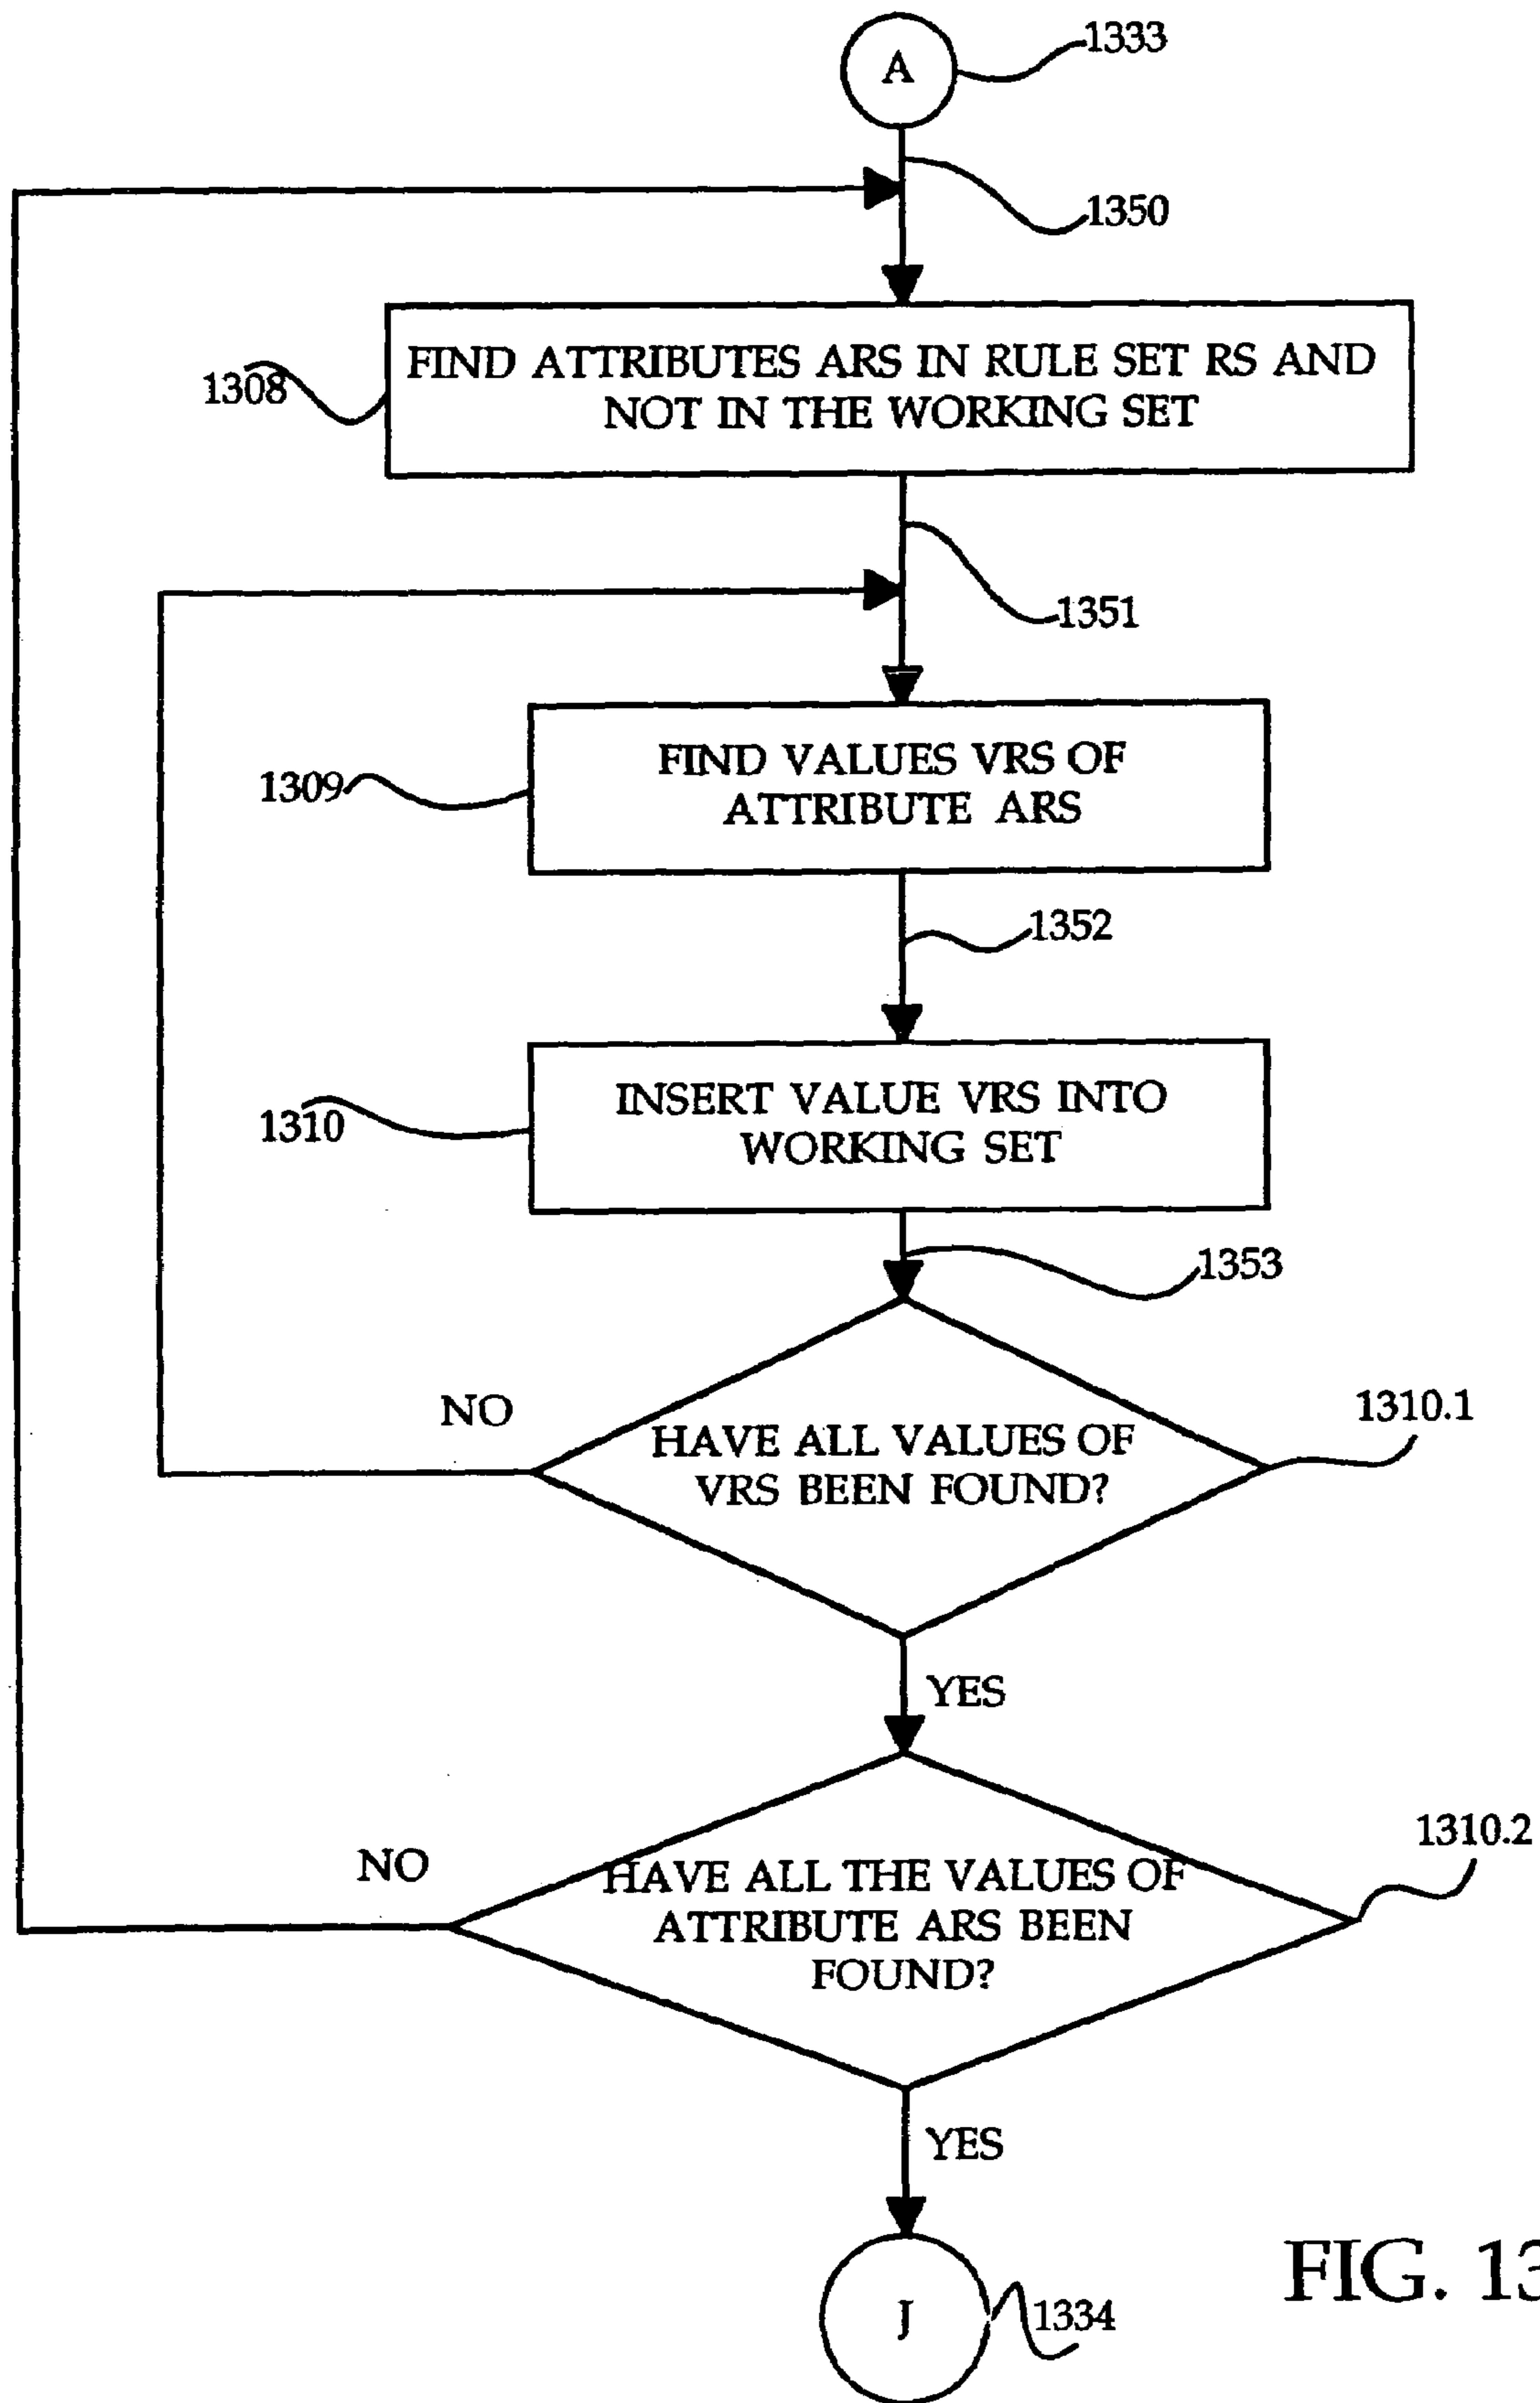 A
1333
1350
FIND ATTRIBUTES ARS IN RULE SET RS AND
NOT IN THE WORKING SET
1308
1351
FIND VALUES VRS OF
ATTRIBUTE ARS
1309
1352
INSERT VALUE VRS INTO
WORKING SET
1310
1353
NO
1310.1
HAVE ALL VALUES OF
VRS BEEN FOUND?
YES
1310.2
NO
HAVE ALL THE VALUES OF
ATTRIBUTE ARS BEEN
FOUND?
YES
J
1334
FIG. 13